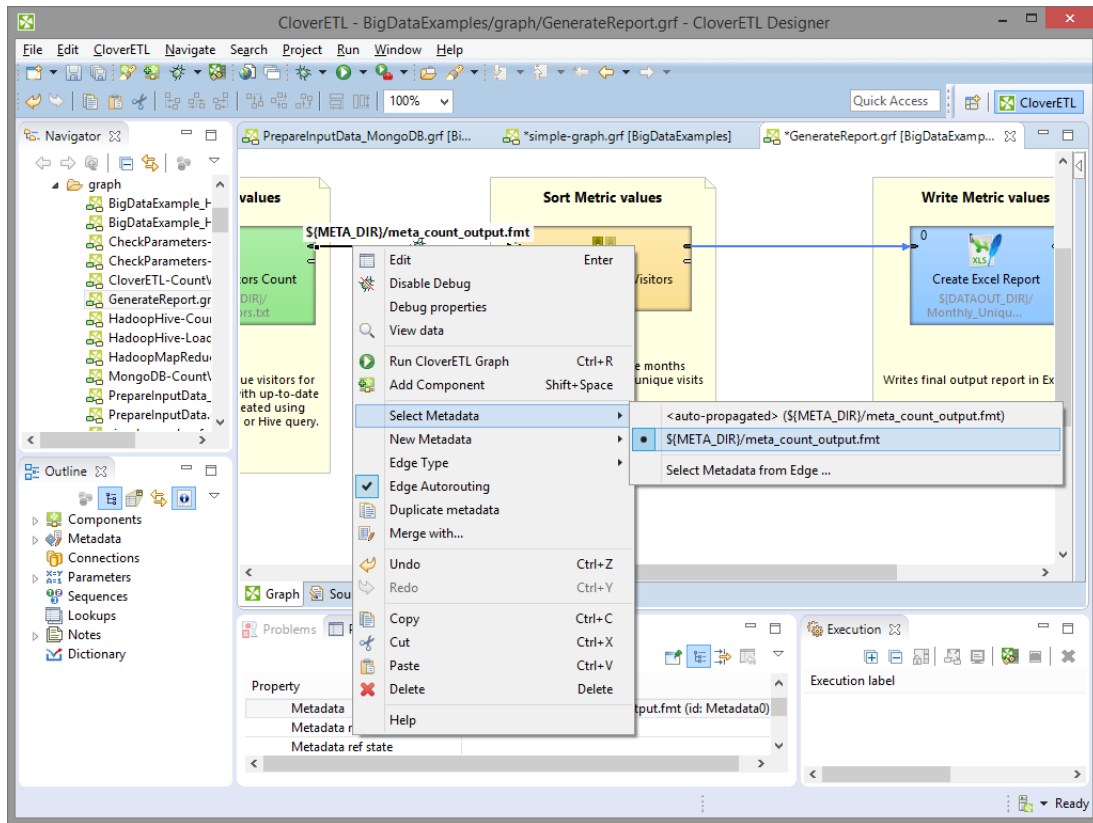 CloverETL - BigDataExamples/graph/GenerateReport.grf - CloverETL Designer
File Edit CloverETL Navigate Search Project Run Window Help
100%
Quick Access
CloverETL
Navigator
graph
BigDataExample_H
BigDataExample_H
CheckParameters-
CheckParameters-
CloverETL-CountV
GenerateReport.gr
HadoopHive-Cour
HadoopHive-Load
HadoopMapReduc
MongoDB-CountV
PrepareInputData_
PrepareInputData.
Outline
Components
Metadata
Connections
Parameters
Sequences
Lookups
Notes
Dictionary
PrepareInputData_MongoDB.grf [Bi...
*simple-graph.grf [BigDataExamples]
*GenerateReport.grf [BigDataExamp...
values
Sort Metric values
Write Metric values
${META_DIR}/meta_count_output.fmt
ors Count
DIR}/
ors.txt
Visitors
0
XLS
Create Excel Report
${DATAOUT_DIR}/
Monthly_Uniqu...
ue visitors for
ith up-to-date
eated using
or Hive query.
e months
unique visits
Writes final output report in Ex
Edit Enter
Disable Debug
Debug properties
View data
Run CloverETL Graph Ctrl+R
Add Component Shift+Space
Select Metadata
New Metadata
Edge Type
Edge Autorouting
Duplicate metadata
Merge with...
Undo Ctrl+Z
Redo Ctrl+Y
Copy Ctrl+C
Cut Ctrl+X
Paste Ctrl+V
Delete Delete
Help
<auto-propagated> (${META_DIR}/meta_count_output.fmt)
${META_DIR}/meta_count_output.fmt
Select Metadata from Edge ...
Graph
Sou
Problems
P
Property
Metadata
tput.fmt (id: Metadata0)
Metadata r
Metadata ref state
Execution
Execution label
Ready